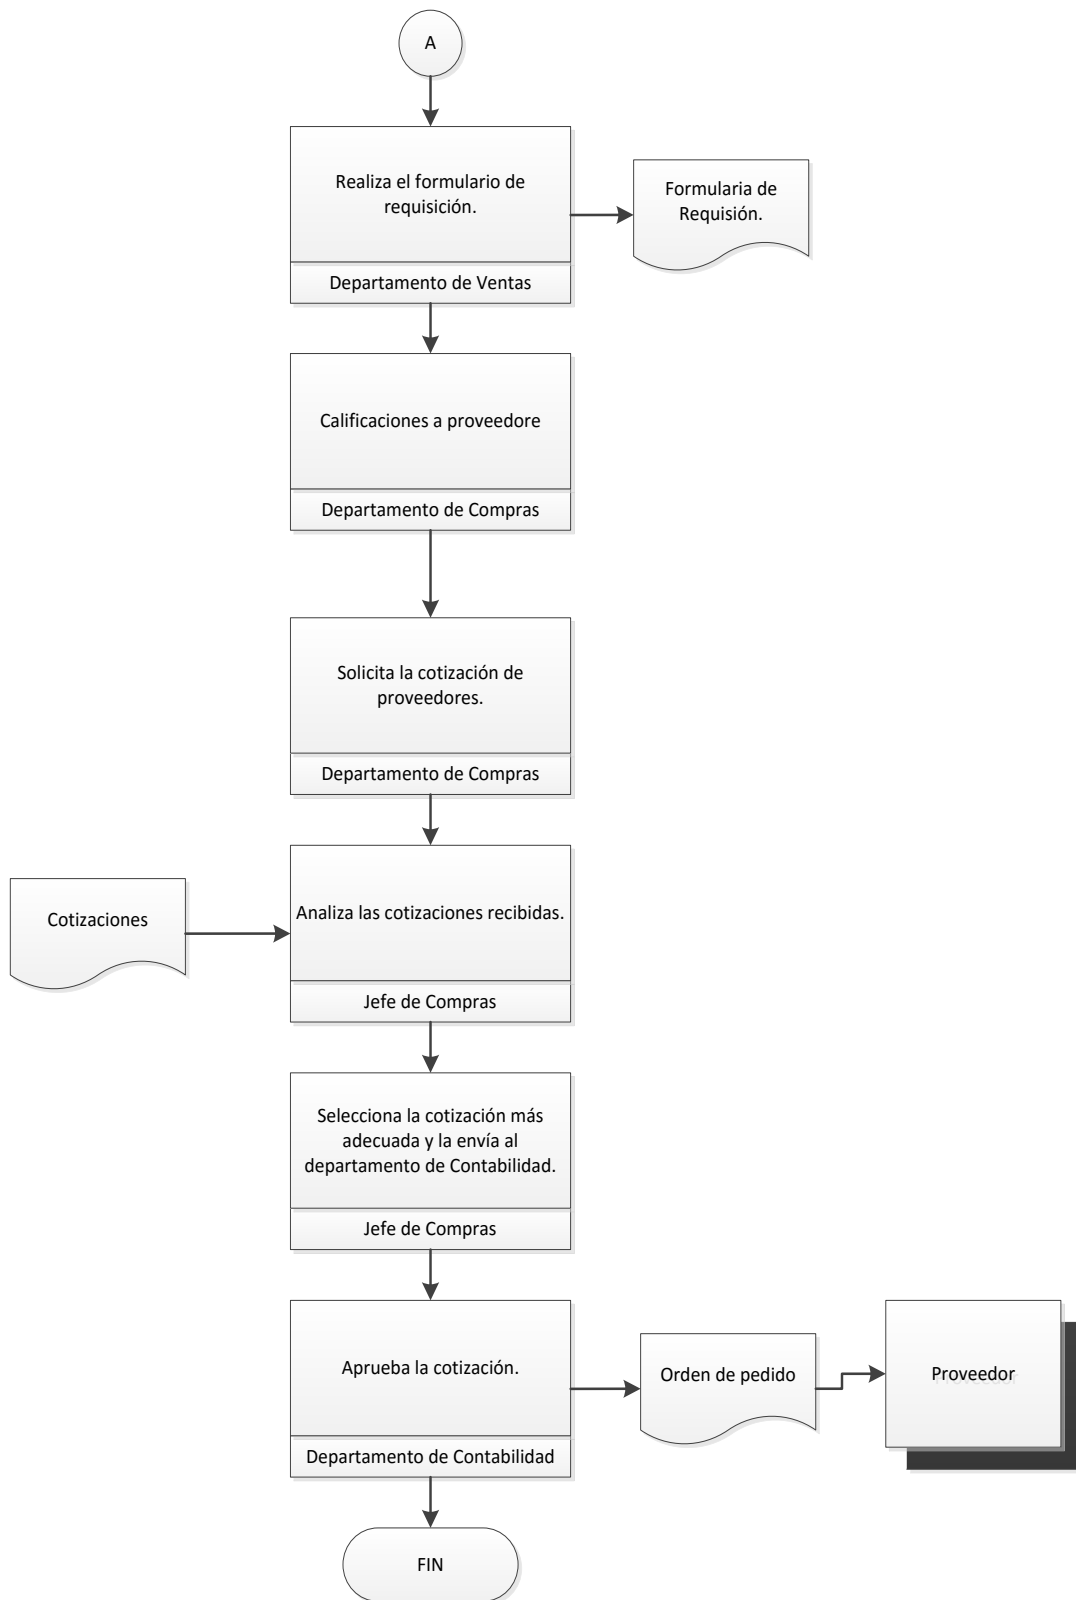 A
Realiza el formulario de
requisición.
Departamento de Ventas
Formularia de
Requisión.
Calificaciones a proveedore
Departamento de Compras
Solicita la cotización de
proveedores.
Departamento de Compras
Cotizaciones
Analiza las cotizaciones recibidas.
Jefe de Compras
Selecciona la cotización más
adecuada y la envía al
departamento de Contabilidad.
Jefe de Compras
Aprueba la cotización.
Departamento de Contabilidad
Orden de pedido
Proveedor
FIN